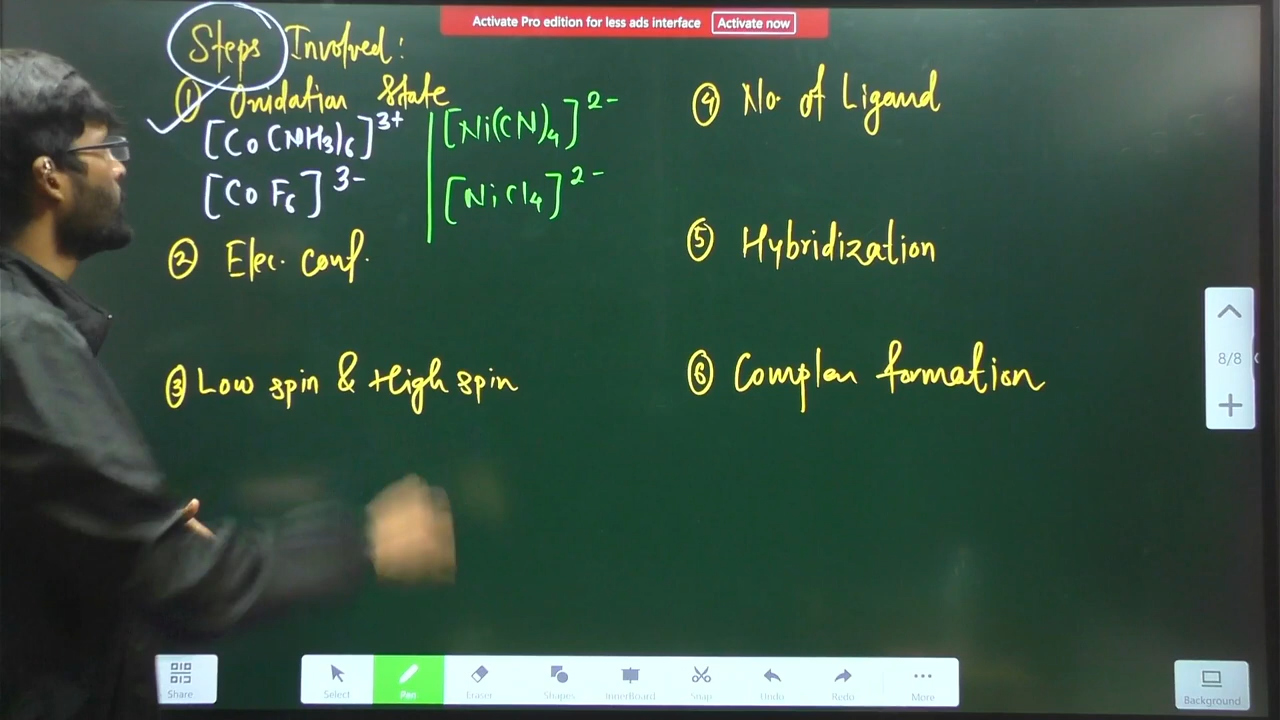 Activate Pro edition for less ads interface Activate now
Steps Involved:
① Oxidation State
[Co(NH3)6]3+
[CoF6]3-
[Ni(CN)4]2-
[NiCl4]2-
② Elec. conf.
③ Low spin & High spin
④ No. of Ligand
⑤ Hybridization
⑥ Complex formation
8/8
Share
Select
Pen
Eraser
Shapes
InnerBoard
Snap
Undo
Redo
More
Background